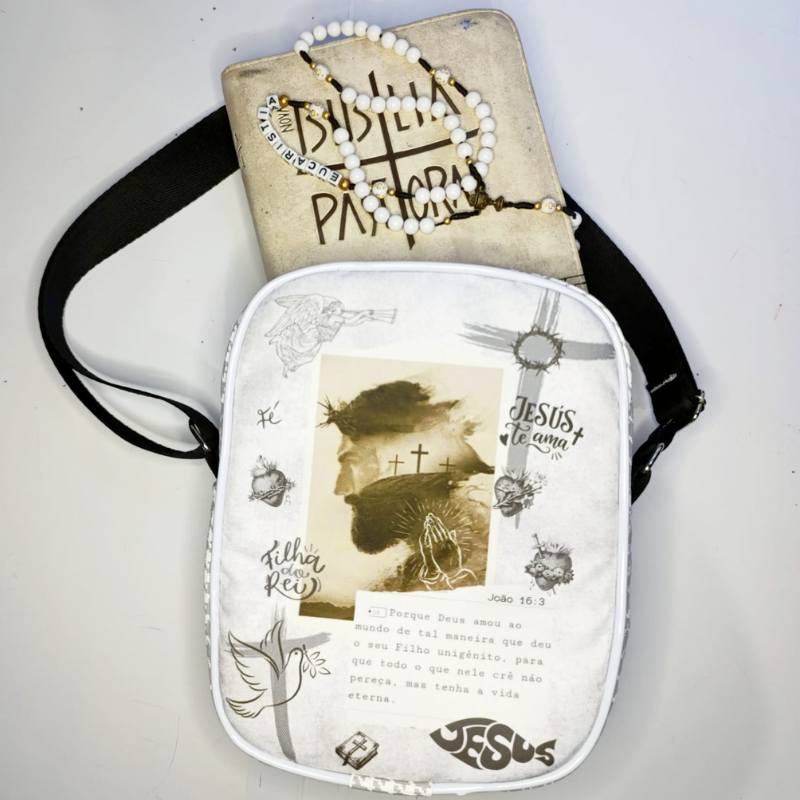 BÍBLIA
PASTORAL
NOVA
EUCARISTIA
Fé
JESÚS
te ama
Filha
do
Rei
João 16:3
Porque Deus amou ao
mundo de tal maneira que deu
o seu Filho unigênito, para
que todo o que nele crê não
pereça, mas tenha a vida
eterna.
JESUS